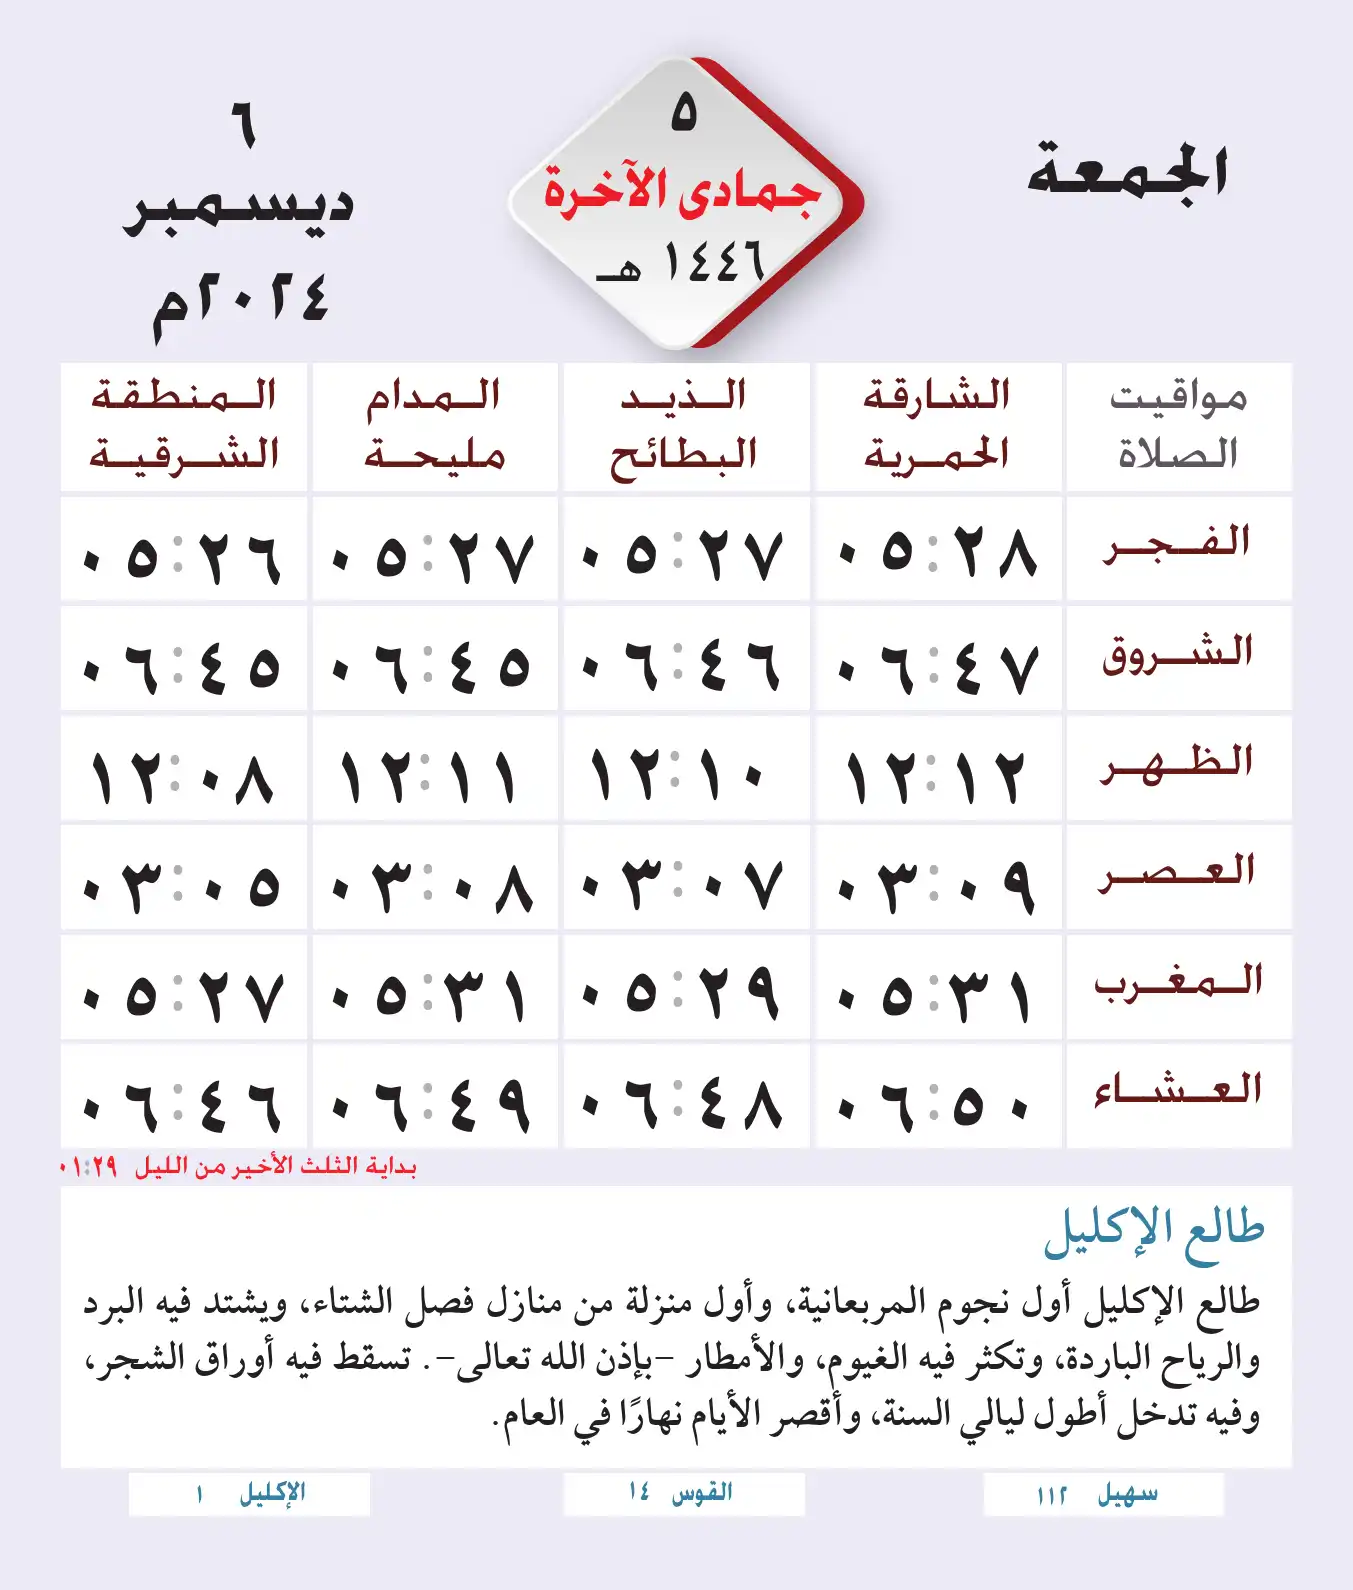 الجمعة
٥
جمادى الآخرة
١٤٤٦ هـ
٦
ديسمبر
٢٠٢٤م
مواقيت الصلاة
الشارقة الحمرية
الذيد البطائح
المدام مليحة
المنطقة الشرقية
الفجر ٠٥:٢٨ ٠٥:٢٧ ٠٥:٢٧ ٠٥:٢٦
الشروق ٠٦:٤٧ ٠٦:٤٦ ٠٦:٤٥ ٠٦:٤٥
الظهر ١٢:١٢ ١٢:١٠ ١٢:١١ ١٢:٠٨
العصر ٠٣:٠٩ ٠٣:٠٧ ٠٣:٠٨ ٠٣:٠٥
المغرب ٠٥:٣١ ٠٥:٢٩ ٠٥:٣١ ٠٥:٢٧
العشاء ٠٦:٥٠ ٠٦:٤٨ ٠٦:٤٩ ٠٦:٤٦
بداية الثلث الأخير من الليل ٠١:٢٩
طالع الإكليل
طالع الإكليل أول نجوم المربعانية، وأول منزلة من منازل فصل الشتاء، ويشتد فيه البرد
والرياح الباردة، وتكثر فيه الغيوم، والأمطار -بإذن الله تعالى-. تسقط فيه أوراق الشجر،
وفيه تدخل أطول ليالي السنة، وأقصر الأيام نهارًا في العام.
سهيل ١١٢
القوس ١٤
الإكليل ١